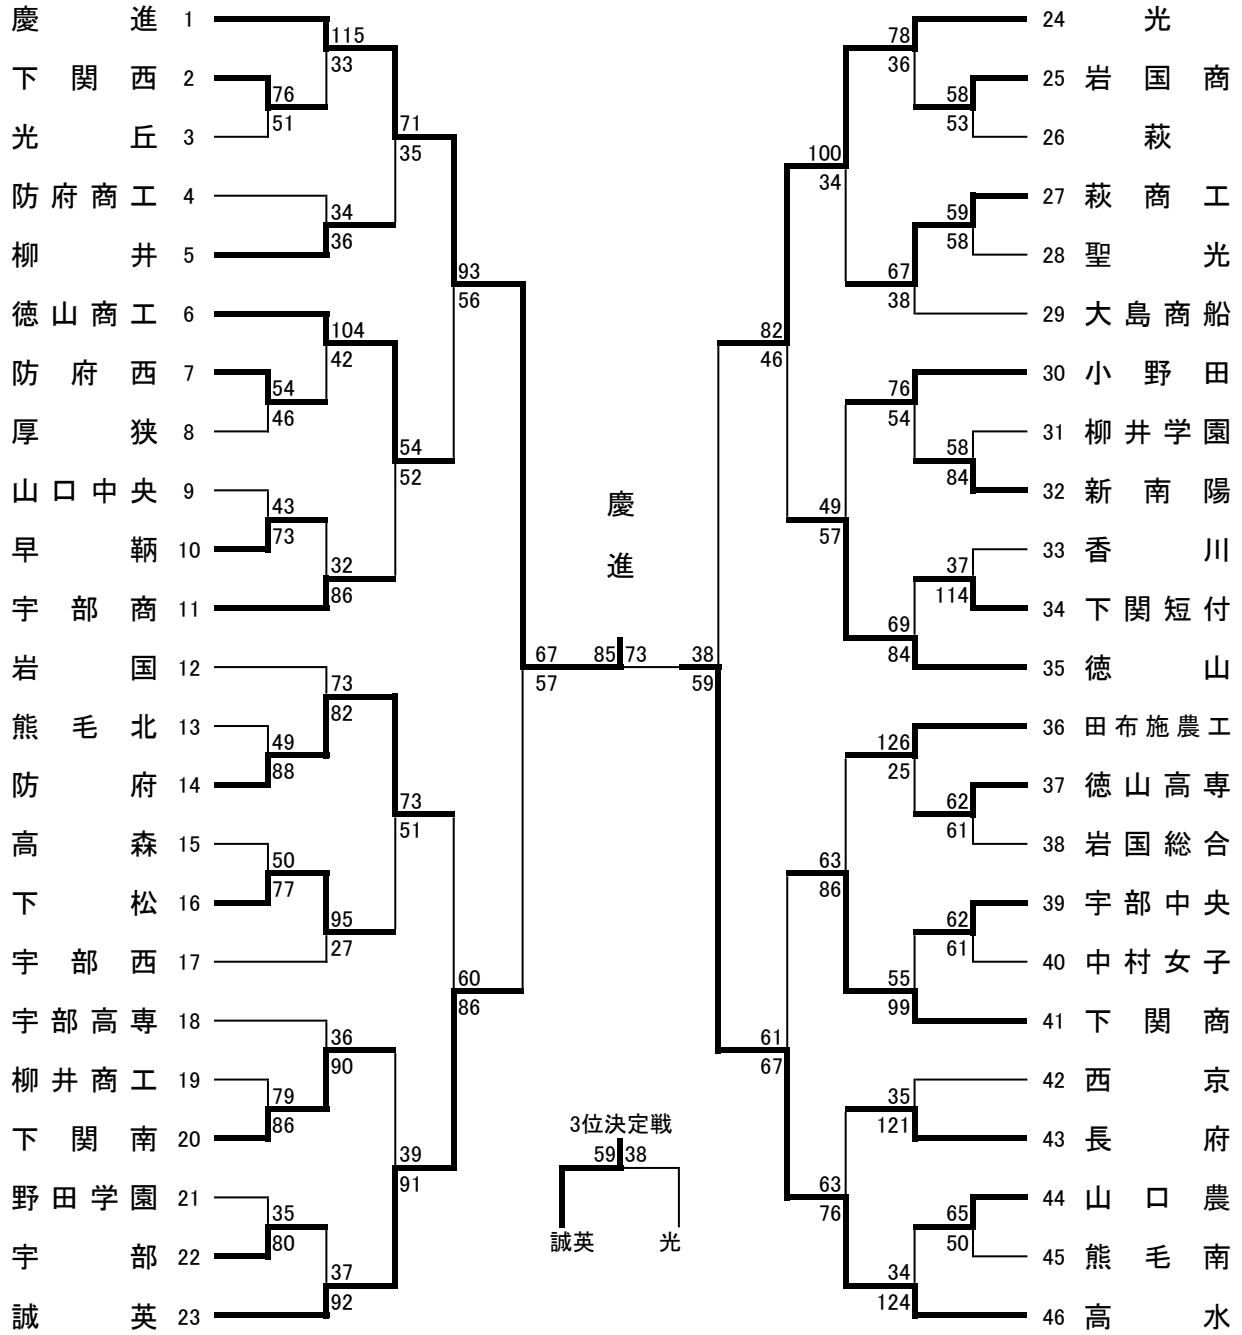 慶進 1
下関西 2
光丘 3
防府商工 4
柳井 5
徳山商工 6
防府西 7
厚狭 8
山口中央 9
早鞆 10
宇部商 11
岩国 12
熊毛北 13
防府 14
高森 15
下松 16
宇部西 17
宇部高専 18
柳井商工 19
下関南 20
野田学園 21
宇部 22
誠英 23
115
33
76
51
71
35
34
36
93
56
104
42
54
46
54
52
43
73
32
86
67
57
73
82
49
88
73
51
50
77
95
27
60
86
36
90
79
86
39
91
35
80
37
92
慶進
85 73
3位決定戦
59 38
誠英 光
78
36
58
53
100
34
59
58
67
38
82
46
76
54
58
84
49
57
37
114
69
84
38
59
126
25
62
61
63
86
62
61
55
99
61
67
35
121
63
76
65
50
34
124
24 光
25 岩国商
26 萩
27 萩商工
28 聖光
29 大島商船
30 小野田
31 柳井学園
32 新南陽
33 香川
34 下関短付
35 徳山
36 田布施農工
37 徳山高専
38 岩国総合
39 宇部中央
40 中村女子
41 下関商
42 西京
43 長府
44 山口農
45 熊毛南
46 高水